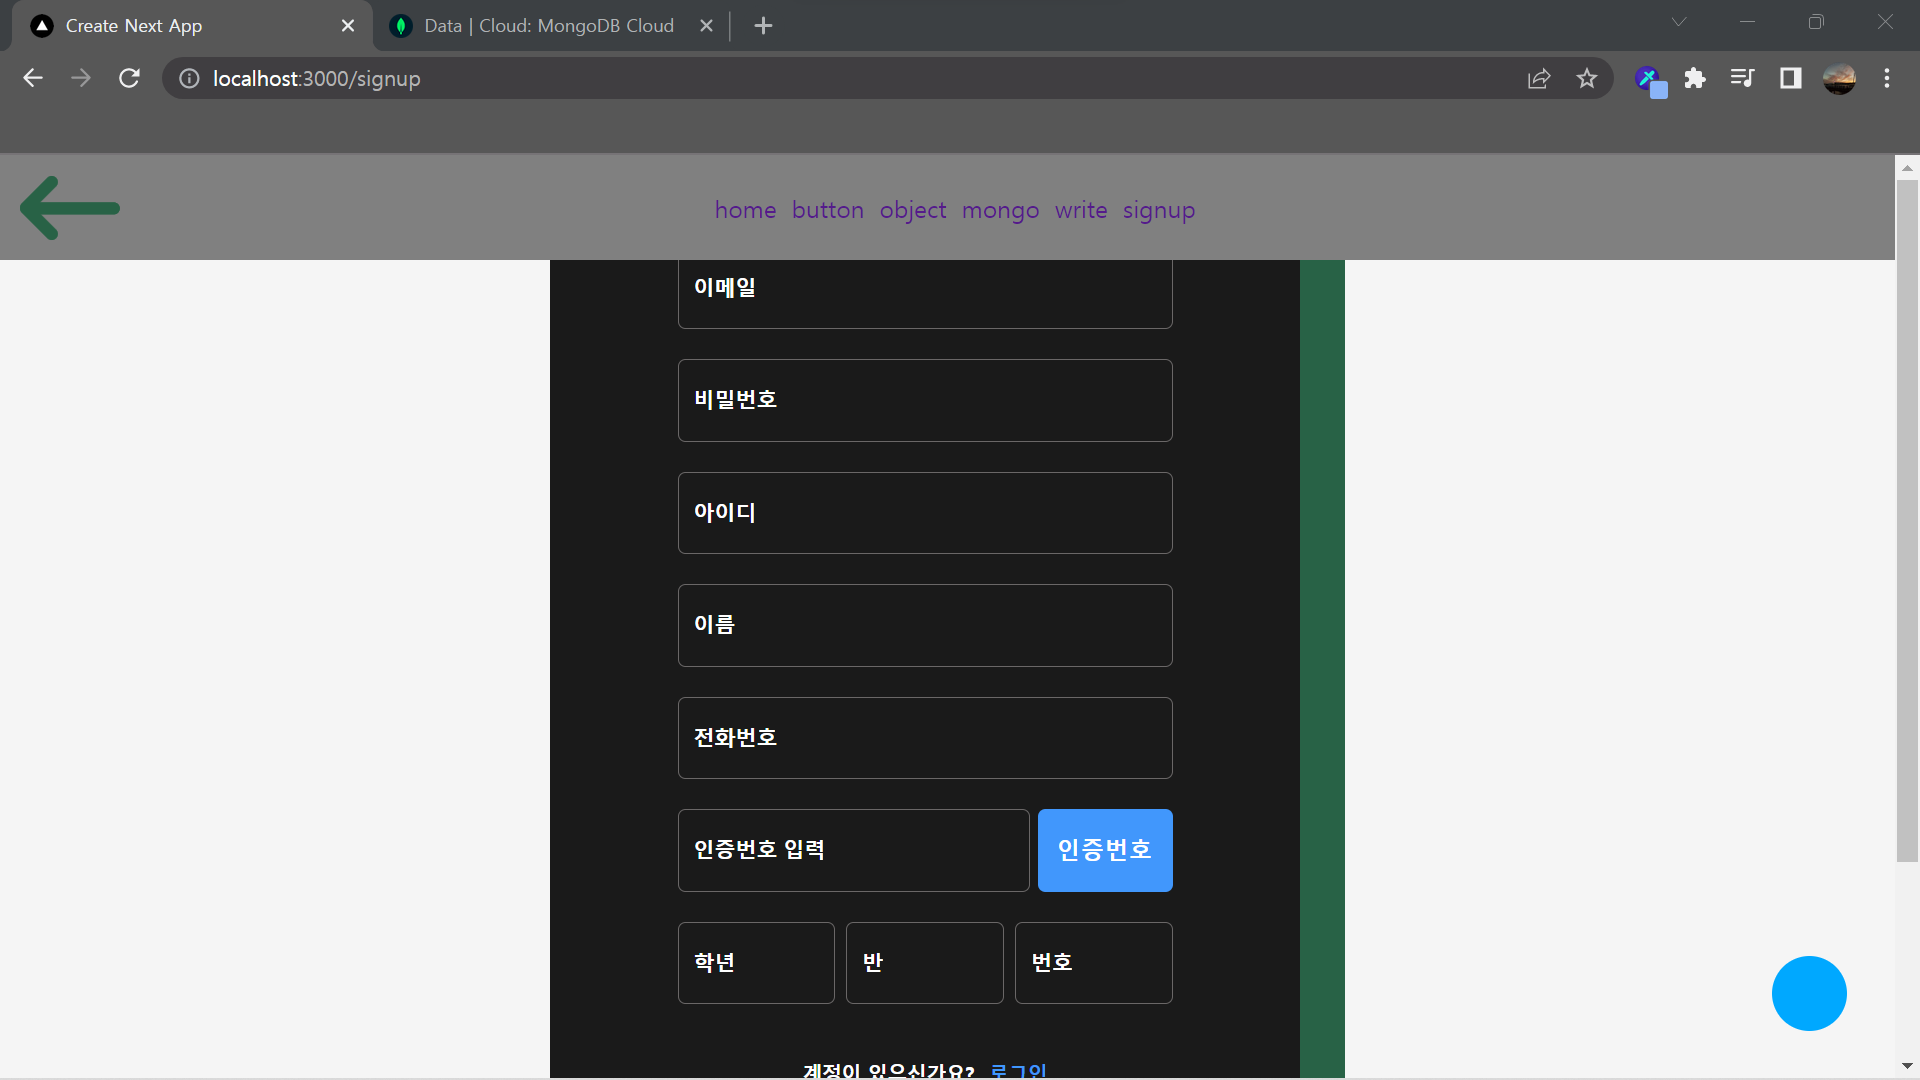 Create Next App
Data | Cloud: MongoDB Cloud
localhost:3000/signup
home button object mongo write signup
이메일
비밀번호
아이디
이름
전화번호
인증번호 입력
인증번호
학년
반
번호
계정이 있으신가요? 로그인